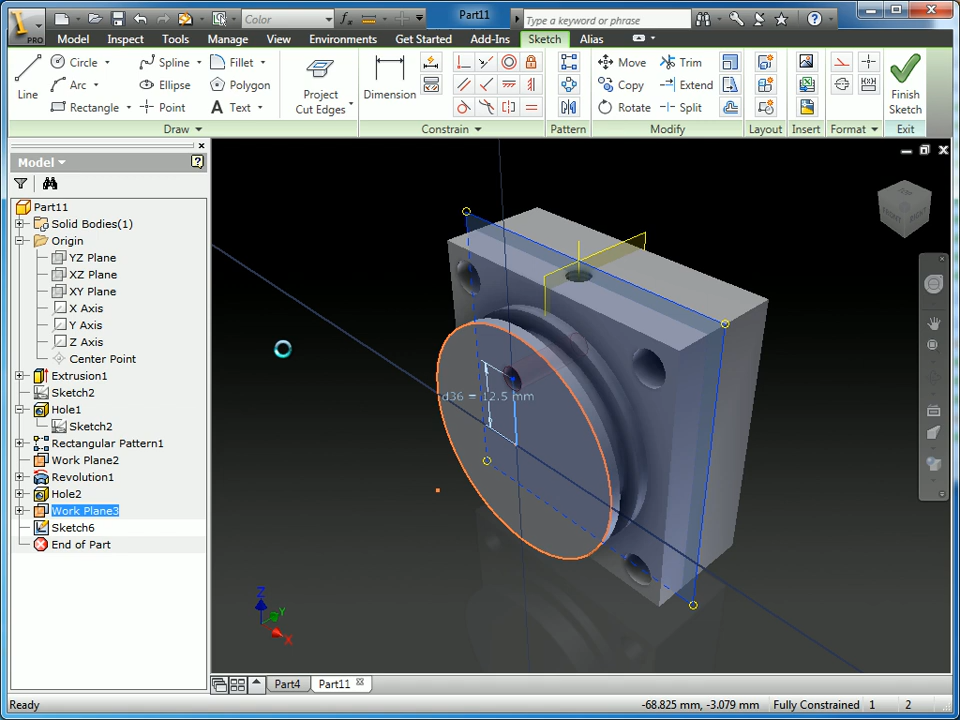 PRO
Color
fx
Part11
Type a keyword or phrase
Model Inspect Tools Manage View Environments Get Started Add-Ins Sketch Alias
Line
Circle
Arc
Rectangle
Spline
Ellipse
Point
Fillet
Polygon
A Text
Project
Cut Edges
Dimension
Move
Copy
Rotate
Trim
Extend
Split
Finish
Sketch
Draw Constrain Pattern Modify Layout Insert Format Exit
Model
Part11
Solid Bodies(1)
Origin
YZ Plane
XZ Plane
XY Plane
X Axis
Y Axis
Z Axis
Center Point
Extrusion1
Sketch2
Hole1
Sketch2
Rectangular Pattern1
Work Plane2
Revolution1
Hole2
Work Plane3
Sketch6
End of Part
d36 = 12.5 mm
FRONT
RIGHT
Z
Y
X
Part4 Part11
Ready
-68.825 mm, -3.079 mm Fully Constrained 1 2